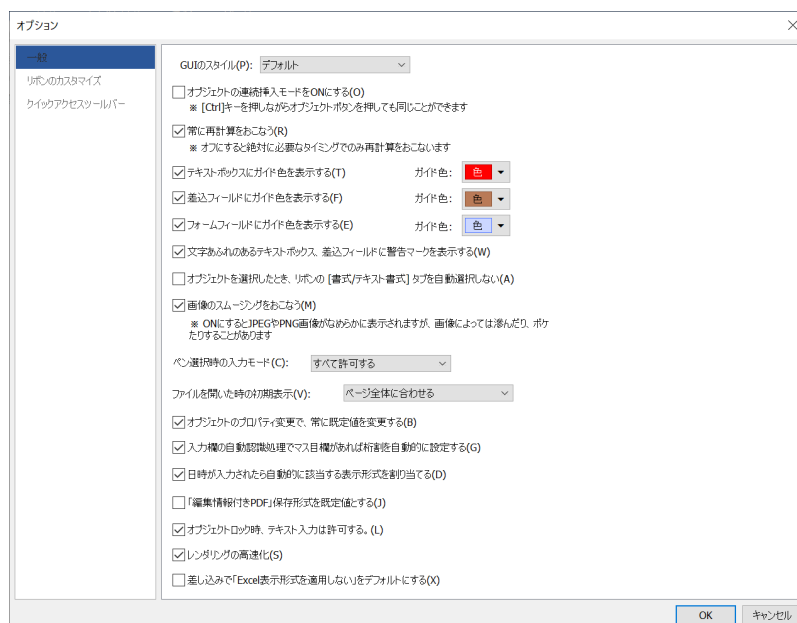 オプション
一般
リボンのカスタマイズ
クイックアクセスツールバー
GUIのスタイル(P): デフォルト
オブジェクトの連続挿入モードをONにする(O)
※ [Ctrl]キーを押しながらオブジェクトボタンを押しても同じことができます
常に再計算をおこなう(R)
※ オフにすると絶対に必要なタイミングでのみ再計算をおこないます
テキストボックスにガイド色を表示する(T) ガイド色: 色
差込フィールドにガイド色を表示する(F) ガイド色: 色
フォームフィールドにガイド色を表示する(E) ガイド色: 色
文字あふれのあるテキストボックス、差込フィールドに警告マークを表示する(W)
オブジェクトを選択したとき、リボンの [書式/テキスト書式] タブを自動選択しない(A)
画像のスムージングをおこなう(M)
※ ONにするとJPEGやPNG画像がなめらかに表示されますが、画像によっては滲んだり、ボケ
たりすることがあります
ペン選択時の入力モード(C): すべて許可する
ファイルを開いた時の初期表示(V): ページ全体に合わせる
オブジェクトのプロパティ変更で、常に既定値を変更する(B)
入力欄の自動認識処理でマス目欄があれば桁割を自動的に設定する(G)
日時が入力されたら自動的に該当する表示形式を割り当てる(D)
「編集情報付きPDF」保存形式を既定値とする(J)
オブジェクトロック時、テキスト入力は許可する。(L)
レンダリングの高速化(S)
差し込みで「Excel表示形式を適用しない」をデフォルトにする(X)
OK キャンセル